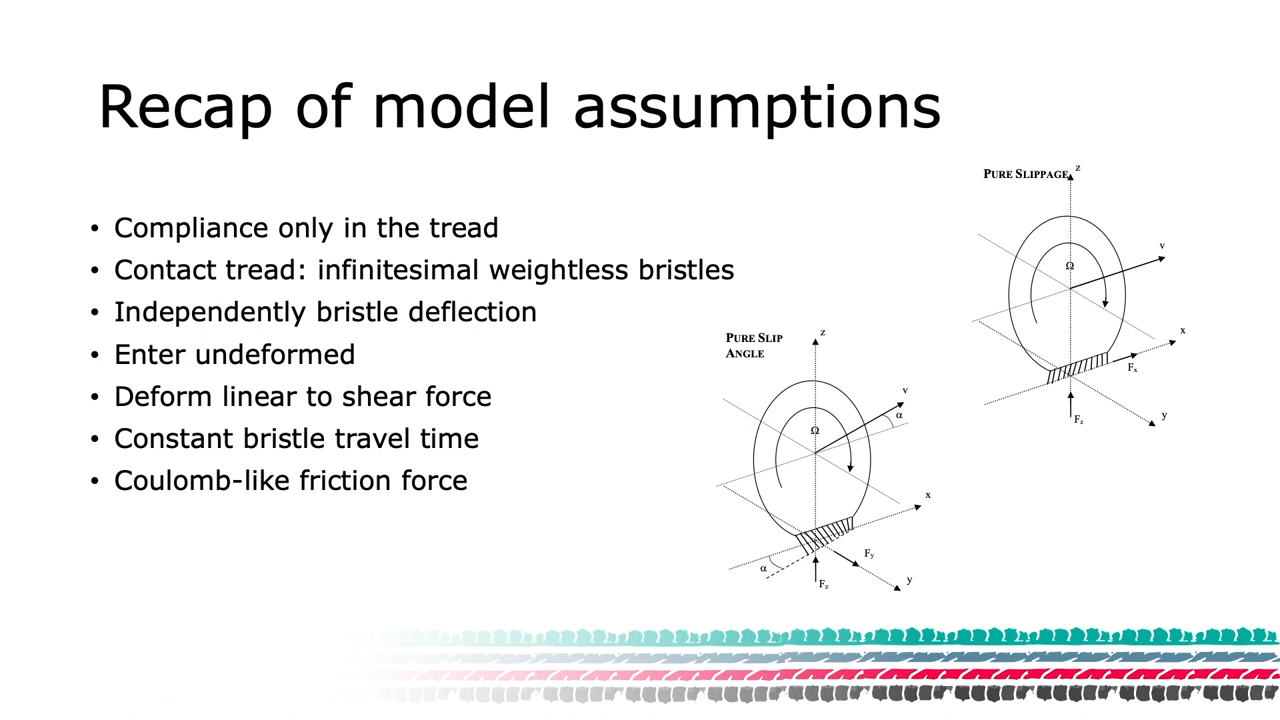 Recap of model assumptions
• Compliance only in the tread
• Contact tread: infinitesimal weightless bristles
• Independently bristle deflection
• Enter undeformed
• Deform linear to shear force
• Constant bristle travel time
• Coulomb-like friction force
PURE SLIP
ANGLE
z
v
α
Ω
x
α
Fy
Fz
y
PURE SLIPPAGE
z
v
Ω
x
Fx
Fz
y